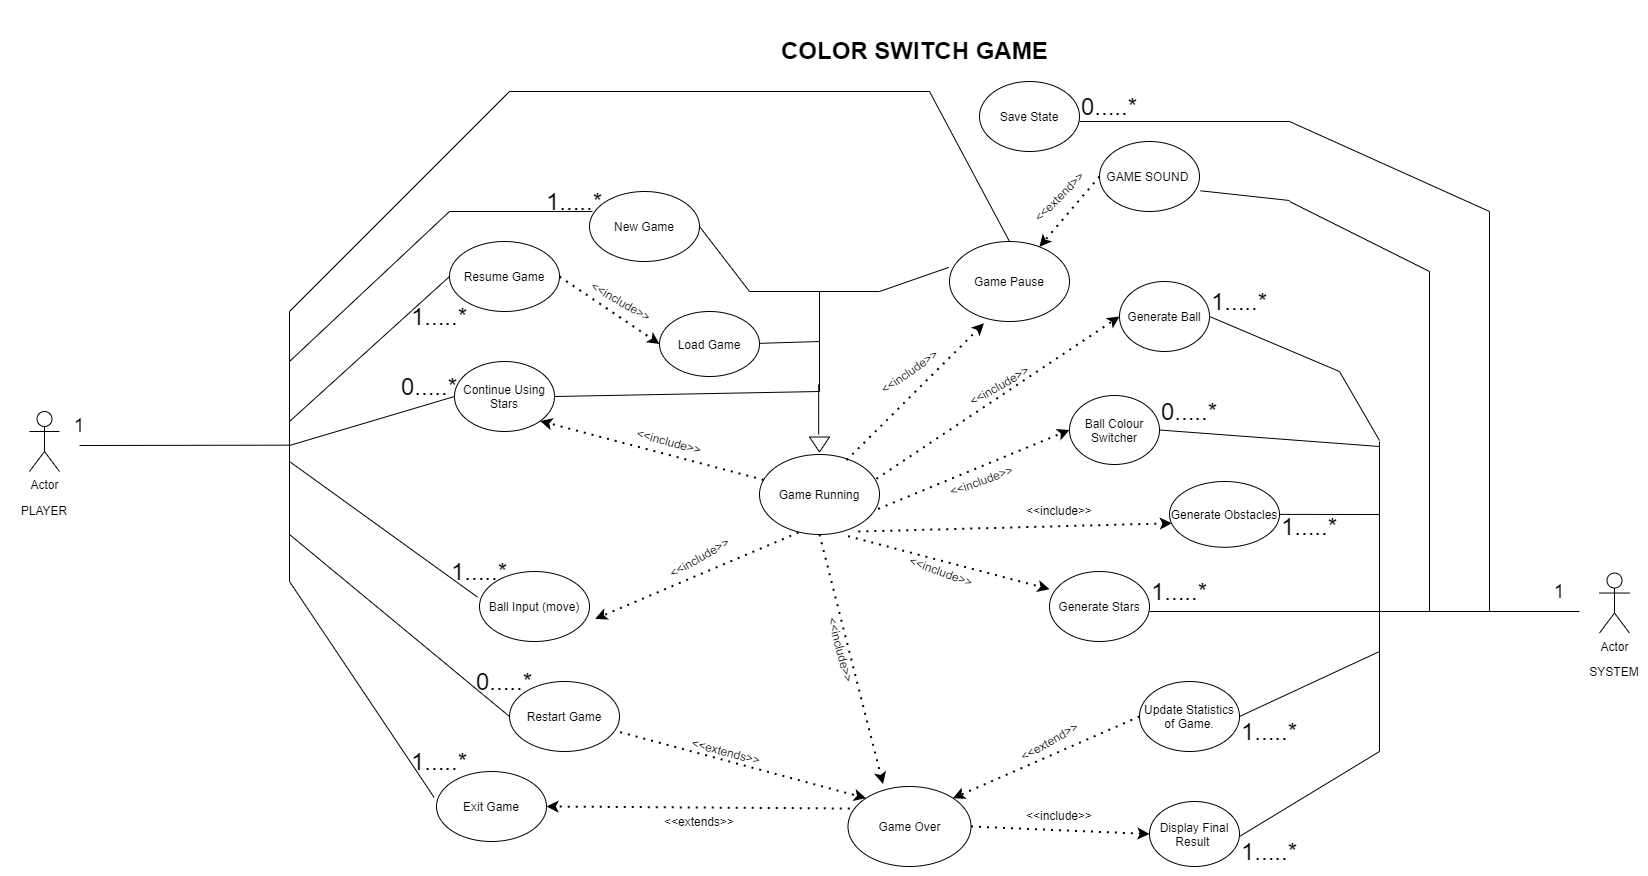 COLOR SWITCH GAME
Save State
0.....*
GAME SOUND
<<extend>>
1.....*
New Game
Resume Game
1.....*
<<include>>
Game Pause
Load Game
Generate Ball
1.....*
<<include>>
<<include>>
0.....*
Continue Using
Stars
<<include>>
Ball Colour
Switcher
0.....*
1
Actor
PLAYER
Game Running
<<include>>
<<include>>
Generate Obstacles
1.....*
<<include>>
<<include>>
1.....*
Ball Input (move)
Generate Stars
1.....*
1
Actor
SYSTEM
<<include>>
0.....*
Restart Game
<<extends>>
Update Statistics
of Game.
1.....*
<<extend>>
1.....*
Exit Game
<<extends>>
Game Over
<<include>>
Display Final
Result
1.....*